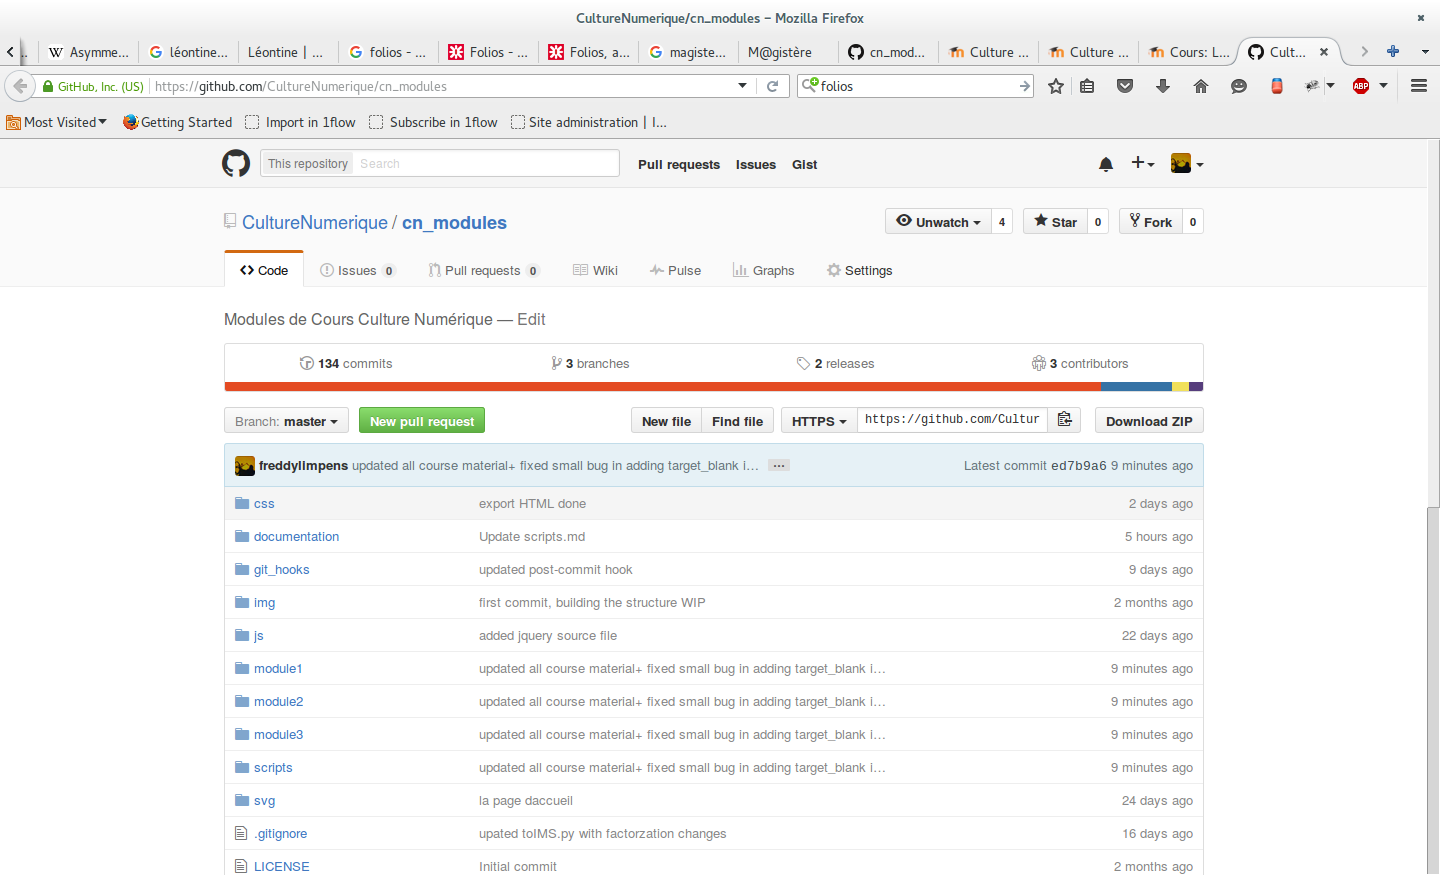 CultureNumerique/cn_modules – Mozilla Firefox
Asymme... léontine... Léontine | ... folios - ... Folios - ... Folios, a... magiste... M@gistère cn_mod... Culture ... Culture ... Cours: L... Cult...
GitHub, Inc. (US) https://github.com/CultureNumerique/cn_modules folios ABP
Most Visited Getting Started Import in 1flow Subscribe in 1flow Site administration | I...
This repository Search Pull requests Issues Gist
CultureNumerique / cn_modules Unwatch 4 Star 0 Fork 0
Code Issues 0 Pull requests 0 Wiki Pulse Graphs Settings
Modules de Cours Culture Numérique — Edit
134 commits 3 branches 2 releases 3 contributors
Branch: master New pull request New file Find file HTTPS https://github.com/Cultur Download ZIP
freddylimpens updated all course material+ fixed small bug in adding target_blank i... ... Latest commit ed7b9a6 9 minutes ago
css export HTML done 2 days ago
documentation Update scripts.md 5 hours ago
git_hooks updated post-commit hook 9 days ago
img first commit, building the structure WIP 2 months ago
js added jquery source file 22 days ago
module1 updated all course material+ fixed small bug in adding target_blank i... 9 minutes ago
module2 updated all course material+ fixed small bug in adding target_blank i... 9 minutes ago
module3 updated all course material+ fixed small bug in adding target_blank i... 9 minutes ago
scripts updated all course material+ fixed small bug in adding target_blank i... 9 minutes ago
svg la page daccueil 24 days ago
.gitignore upated toIMS.py with factorzation changes 16 days ago
LICENSE Initial commit 2 months ago